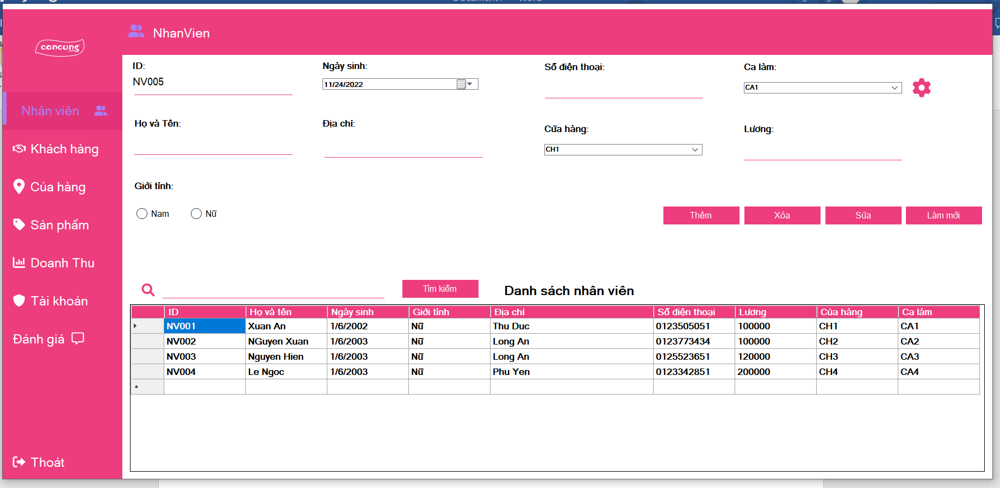 concung
.com
NhanVien
Nhân viên
Khách hàng
Của hàng
Sản phẩm
Doanh Thu
Tài khoản
Đánh giá
Thoát
ID:
NV005
Ngày sinh:
11/24/2022
Số điện thoại:
Ca làm:
CA1
Họ và Tên:
Địa chỉ:
Cửa hàng:
CH1
Lương:
Giới tính:
Nam
Nữ
Thêm
Xóa
Sửa
Làm mới
Tìm kiếm
Danh sách nhân viên
ID Họ và tên Ngày sinh Giới tính Địa chỉ Số điện thoại Lương Của hàng Ca làm
NV001 Xuan An 1/6/2002 Nữ Thu Duc 0123505051 100000 CH1 CA1
NV002 NGuyen Xuan 1/6/2003 Nữ Long An 0123773434 100000 CH2 CA2
NV003 Nguyen Hien 1/6/2003 Nữ Long An 0125523651 120000 CH3 CA3
NV004 Le Ngoc 1/6/2003 Nữ Phu Yen 0123342851 200000 CH4 CA4